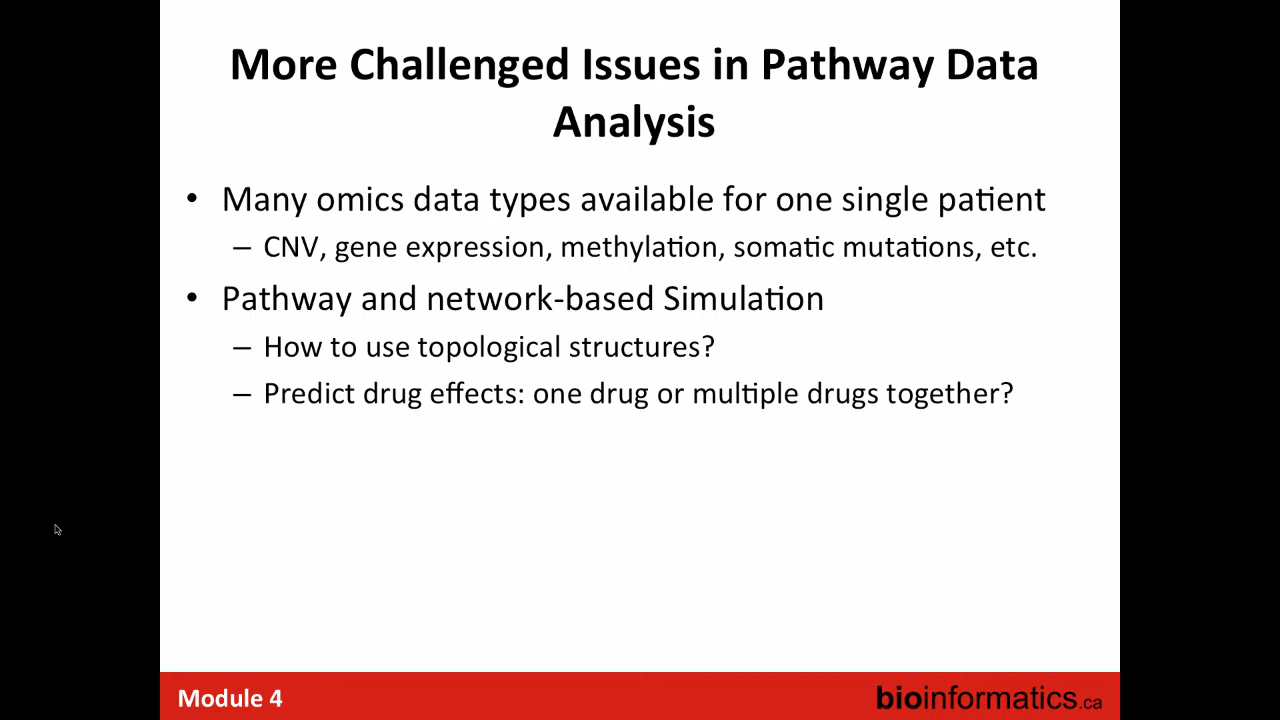 More Challenged Issues in Pathway Data
Analysis
• Many omics data types available for one single patient
– CNV, gene expression, methylation, somatic mutations, etc.
• Pathway and network-based Simulation
– How to use topological structures?
– Predict drug effects: one drug or multiple drugs together?
Module 4
bioinformatics.ca